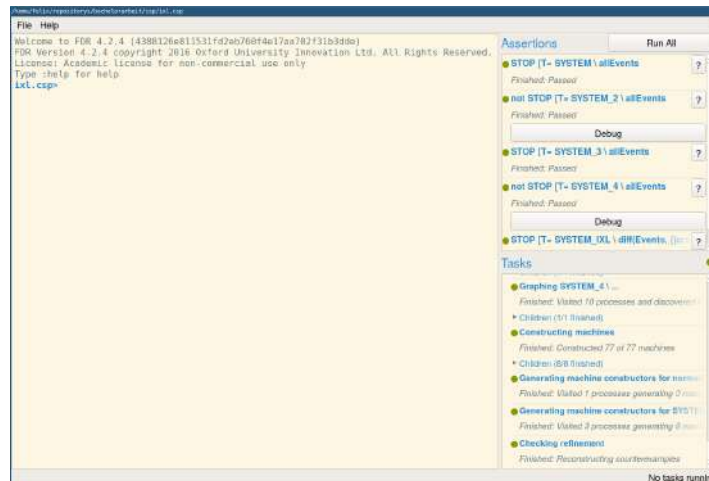 File Help
Welcome to FDR 4.2.4
FDR Version 4.2.4 copyright 2016 Oxford University Innovation Ltd. All Rights Reserved.
License: Academic license for non-commercial use only
Type :help for help
ixl.csp>
Assertions Run All
STOP [T= SYSTEM \ allEvents ?
Finished: Passed
not STOP [T= SYSTEM_2 \ allEvents ?
Finished: Passed
Debug
STOP [T= SYSTEM_3 \ allEvents ?
Finished: Passed
not STOP [T= SYSTEM_4 \ allEvents ?
Finished: Passed
Debug
STOP [T= SYSTEM_IXL \ diff(Events, ?
Tasks
Graphing SYSTEM_4 \ ...
Finished: Visited 10 processes and discovere
Children (1/1 finished)
Constructing machines
Finished: Constructed 77 of 77 machines
Children (6/6 finished)
Generating machine constructors for
Finished: Visited 1 processes generating 0
Generating machine constructors for SYST
Finished: Visited 3 processes generating
Checking refinement
Finished: Reconstructing counterexamples
No tasks runni